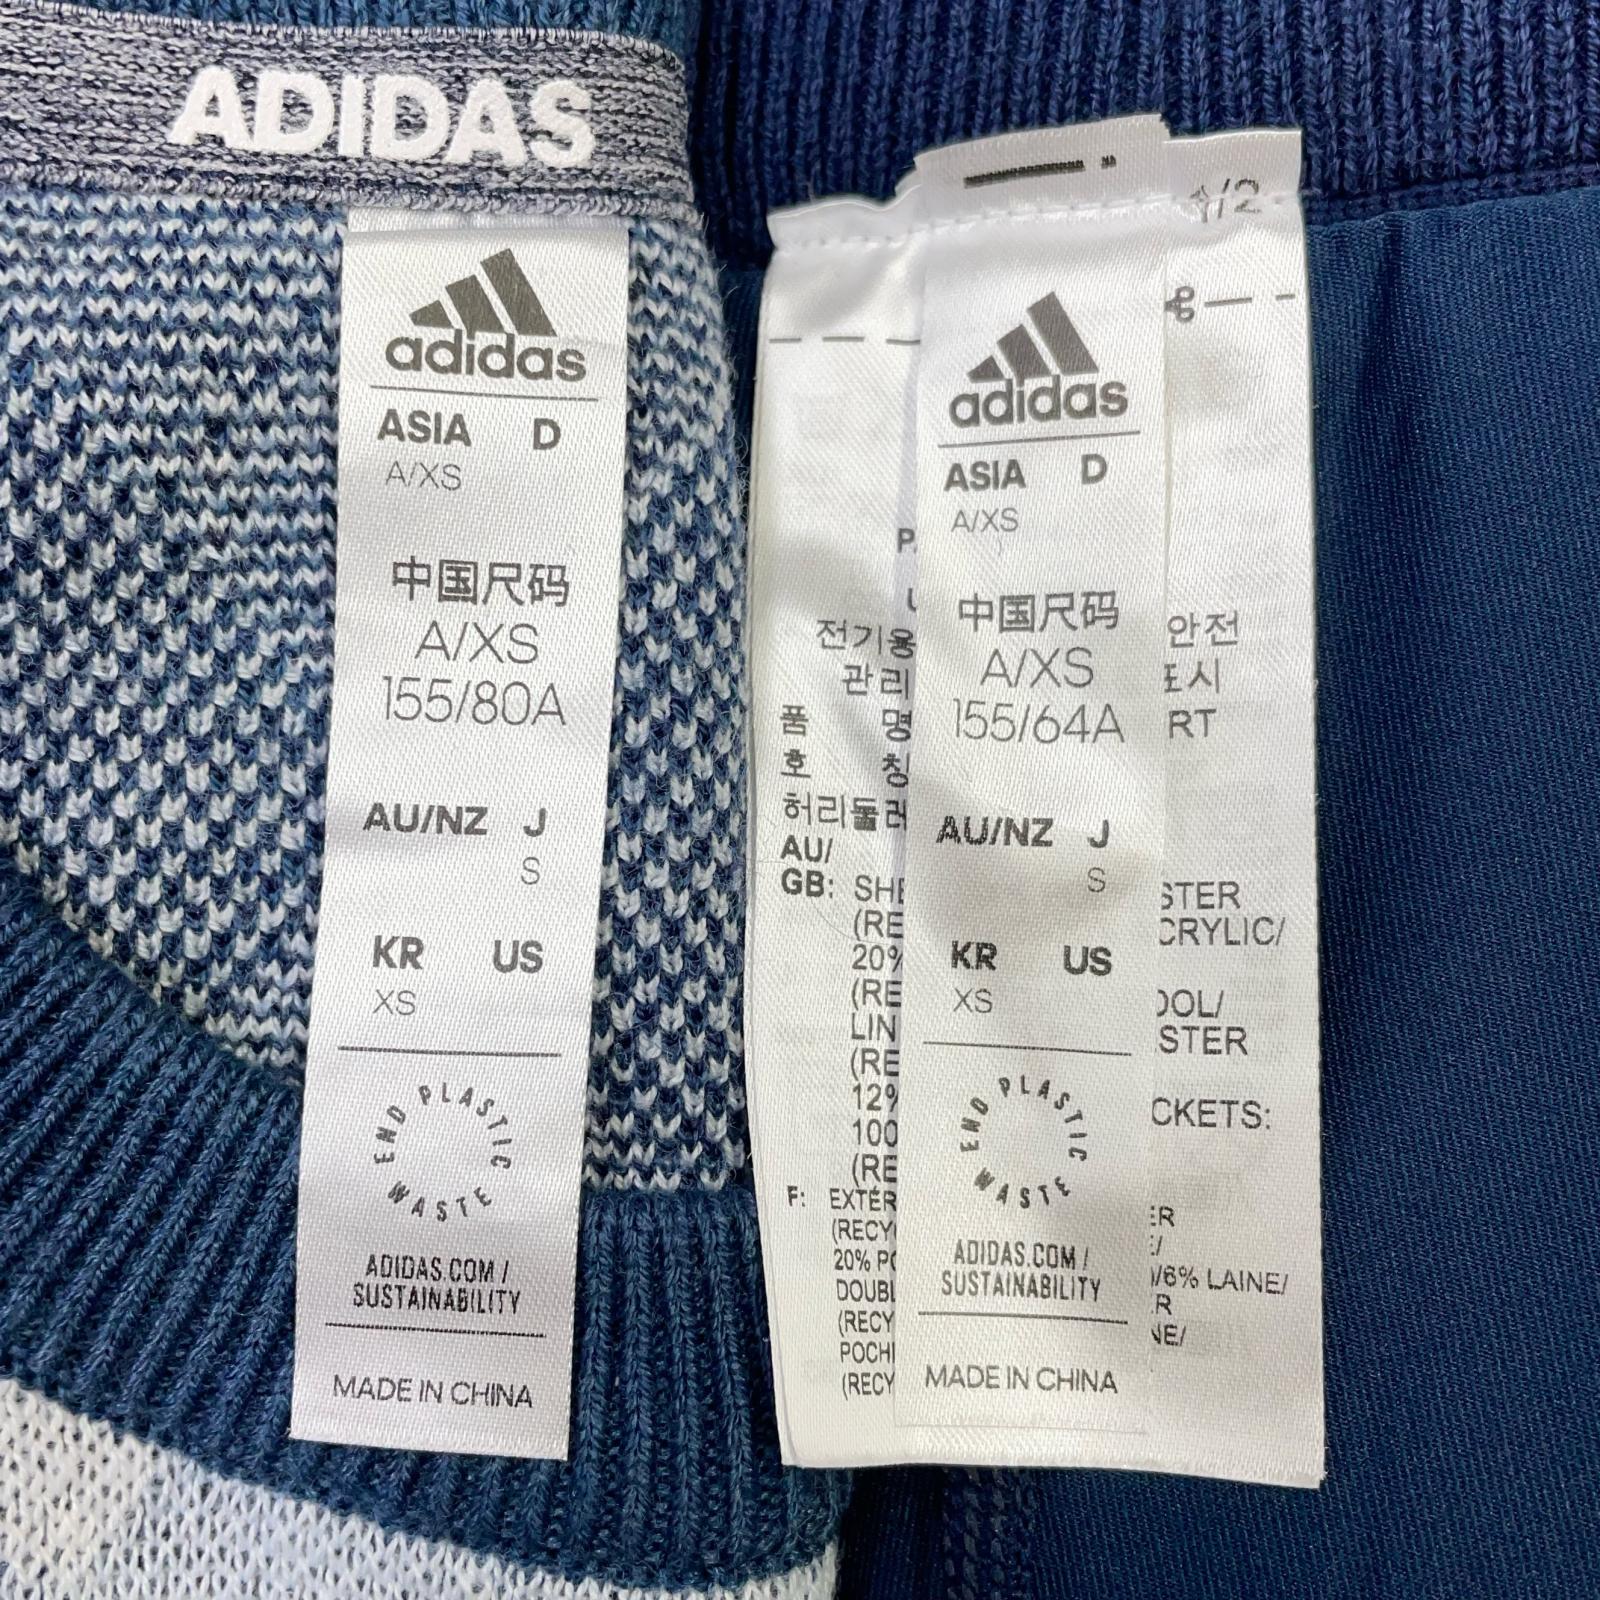 ADIDAS
adidas
ASIA D
A/XS
中国尺码
A/XS
155/80A
AU/NZ J
S
KR US
XS
END PLASTIC WASTE
ADIDAS.COM /
SUSTAINABILITY
MADE IN CHINA
1/2
adidas
ASIA D
A/XS
中国尺码
A/XS
155/64A
AU/NZ J
S
KR US
XS
END PLASTIC WASTE
ADIDAS.COM /
SUSTAINABILITY
MADE IN CHINA
전기용 안전
관리 표시
품 명 RT
호 칭
허리둘레
AU/
GB: SHE STER
(RE CRYLIC/
20%
(RE OOL/
LIN STER
(RE
12% CKETS:
100
(RE
F: EXTÉR ER
(RECY
20% PO /6% LAINE/
DOUBL R
(RECY NE/
POCHE
(RECY